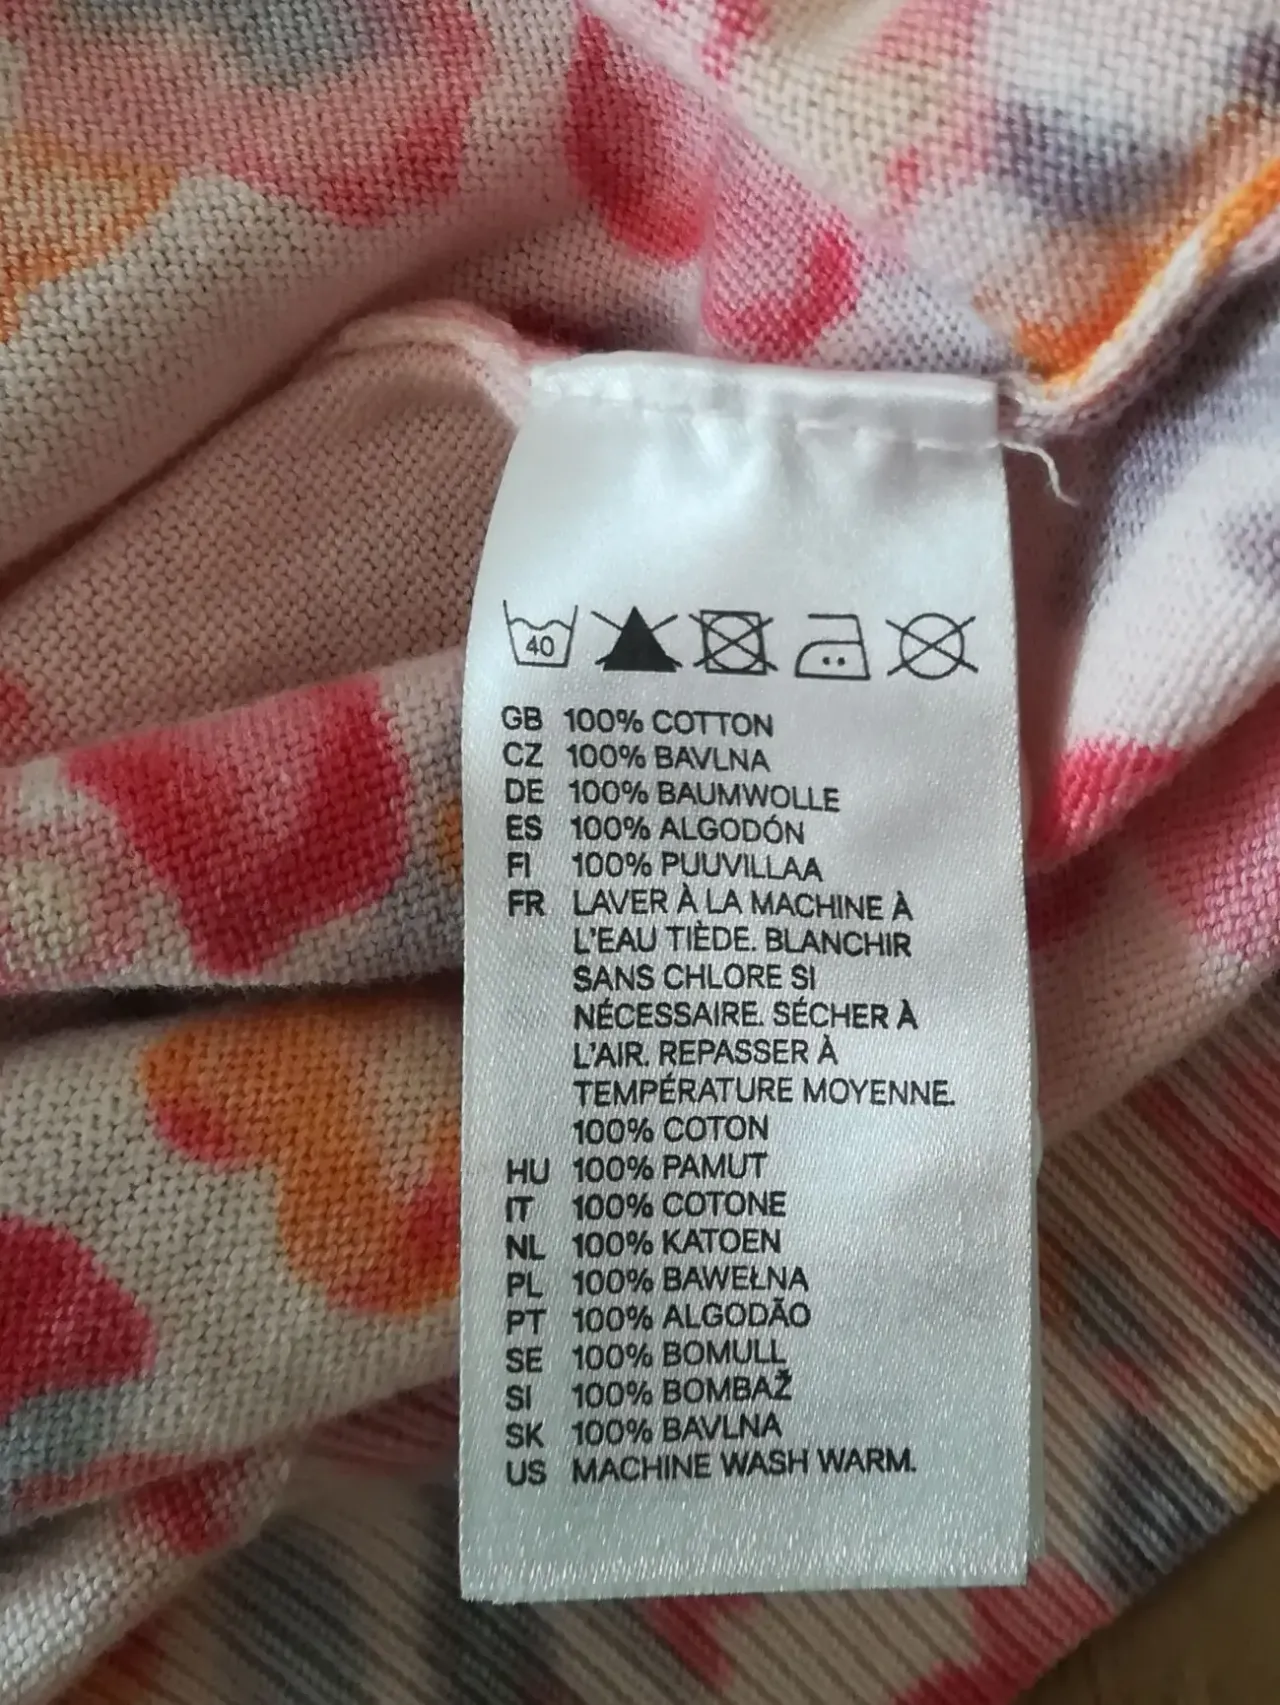 40
GB 100% COTTON
CZ 100% BAVLNA
DE 100% BAUMWOLLE
ES 100% ALGODÓN
FI 100% PUUVILLAA
FR LAVER À LA MACHINE À
L'EAU TIÈDE. BLANCHIR
SANS CHLORE SI
NÉCESSAIRE. SÉCHER À
L'AIR. REPASSER À
TEMPÉRATURE MOYENNE.
100% COTON
HU 100% PAMUT
IT 100% COTONE
NL 100% KATOEN
PL 100% BAWEŁNA
PT 100% ALGODÃO
SE 100% BOMULL
SI 100% BOMBAŽ
SK 100% BAVLNA
US MACHINE WASH WARM.